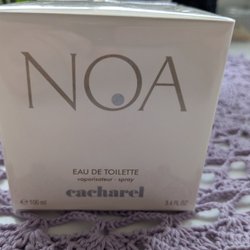 NOA
EAU DE TOILETTE
vaporisateur - spray
cacharel
e 100 ml 3.4 FL.OZ